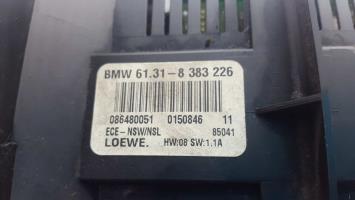 BMW 61.31-8 383 226
086480051 0150846 11
ECE-NSW/NSL 85041
LOEWE. HW:08 SW:1.1A